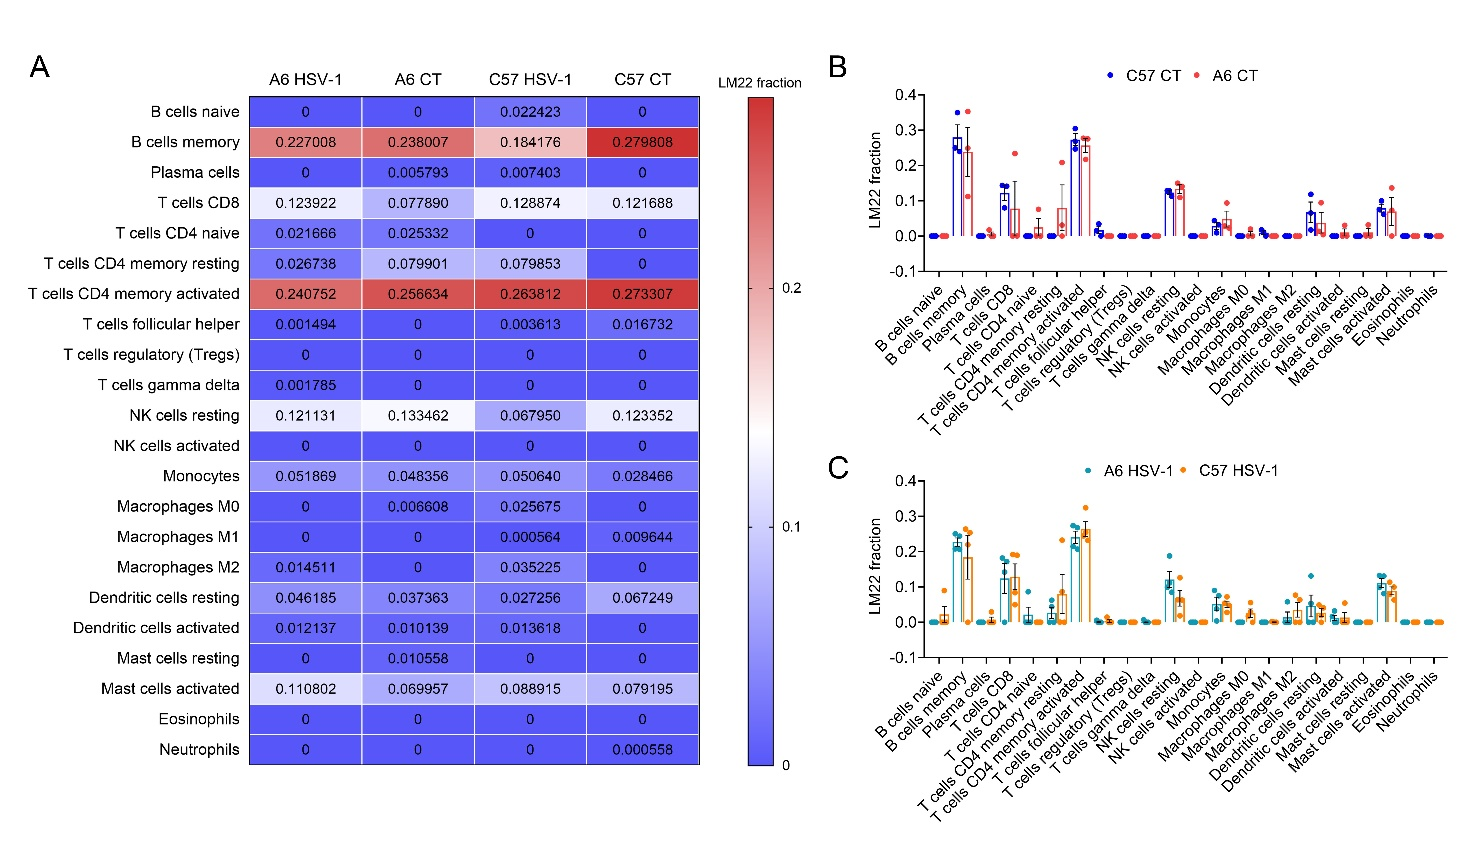 A
A6 HSV-1 A6 CT C57 HSV-1 C57 CT
LM22 fraction
B cells naive 0 0 0.022423 0
B cells memory 0.227008 0.238007 0.184176 0.279808
Plasma cells 0 0.005793 0.007403 0
T cells CD8 0.123922 0.077890 0.128874 0.121688
T cells CD4 naive 0.021666 0.025332 0 0
T cells CD4 memory resting 0.026738 0.079901 0.079853 0
T cells CD4 memory activated 0.240752 0.256634 0.263812 0.273307
T cells follicular helper 0.001494 0 0.003613 0.016732
T cells regulatory (Tregs) 0 0 0 0
T cells gamma delta 0.001785 0 0 0
NK cells resting 0.121131 0.133462 0.067950 0.123352
NK cells activated 0 0 0 0
Monocytes 0.051869 0.048356 0.050640 0.028466
Macrophages M0 0 0.006608 0.025675 0
Macrophages M1 0 0 0.000564 0.009644
Macrophages M2 0.014511 0 0.035225 0
Dendritic cells resting 0.046185 0.037363 0.027256 0.067249
Dendritic cells activated 0.012137 0.010139 0.013618 0
Mast cells resting 0 0.010558 0 0
Mast cells activated 0.110802 0.069957 0.088915 0.079195
Eosinophils 0 0 0 0
Neutrophils 0 0 0 0.000558
0.2
0.1
0
B
C57 CT A6 CT
LM22 fraction
0.4
0.3
0.2
0.1
0.0
-0.1
B cells naive
B cells memory
Plasma cells
T cells CD8
T cells CD4 naive
T cells CD4 memory resting
T cells CD4 memory activated
T cells follicular helper
T cells regulatory (Tregs)
T cells gamma delta
NK cells resting
NK cells activated
Monocytes
Macrophages M0
Macrophages M1
Macrophages M2
Dendritic cells resting
Dendritic cells activated
Mast cells resting
Mast cells activated
Eosinophils
Neutrophils
C
A6 HSV-1 C57 HSV-1
LM22 fraction
0.4
0.3
0.2
0.1
0.0
-0.1
B cells naive
B cells memory
Plasma cells
T cells CD8
T cells CD4 naive
T cells CD4 memory resting
T cells CD4 memory activated
T cells follicular helper
T cells regulatory (Tregs)
T cells gamma delta
NK cells resting
NK cells activated
Monocytes
Macrophages M0
Macrophages M1
Macrophages M2
Dendritic cells resting
Dendritic cells activated
Mast cells resting
Mast cells activated
Eosinophils
Neutrophils